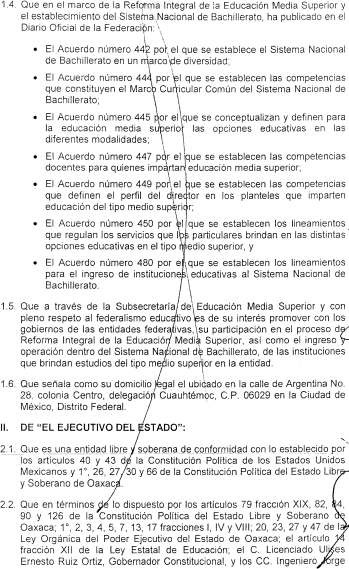 1.4. Que en el marco de la Reforma Integral de la Educación Media Superior y
el establecimiento del Sistema Nacional de Bachillerato, ha publicado en el
Diario Oficial de la Federación:
• El Acuerdo número 442 por el que se establece el Sistema Nacional
de Bachillerato en un marco de diversidad;
• El Acuerdo número 444 por el que se establecen las competencias
que constituyen el Marco Curricular Común del Sistema Nacional de
Bachillerato;
• El Acuerdo número 445 por el que se conceptualizan y definen para
la educación media superior las opciones educativas en las
diferentes modalidades;
• El Acuerdo número 447 por el que se establecen las competencias
docentes para quienes impartan educación media superior;
• El Acuerdo número 449 por el que se establecen las competencias
que definen el perfil del director en los planteles que imparten
educación del tipo medio superior;
• El Acuerdo número 450 por el que se establecen los lineamientos
que regulan los servicios que los particulares brindan en las distintas
opciones educativas en el tipo medio superior, y
• El Acuerdo número 480 por el que se establecen los lineamientos
para el ingreso de instituciones educativas al Sistema Nacional de
Bachillerato.
1.5. Que a través de la Subsecretaría de Educación Media Superior y con
pleno respeto al federalismo educativo es de su interés promover con los
gobiernos de las entidades federativas, su participación en el proceso de
Reforma Integral de la Educación Media Superior, así como el ingreso y
operación dentro del Sistema Nacional de Bachillerato, de las instituciones
que brindan estudios del tipo medio superior en la entidad.
1.6. Que señala como su domicilio legal el ubicado en la calle de Argentina No.
28, colonia Centro, delegación Cuauhtémoc, C.P. 06029 en la Ciudad de
México, Distrito Federal.
II. DE "EL EJECUTIVO DEL ESTADO":
2.1. Que es una entidad libre y soberana de conformidad con lo establecido por
los artículos 40 y 43 de la Constitución Política de los Estados Unidos
Mexicanos y 1°, 26, 27, 30 y 66 de la Constitución Política del Estado Libre
y Soberano de Oaxaca.
2.2. Que en términos de lo dispuesto por los artículos 79 fracción XIX, 82, 84,
90 y 126 de la Constitución Política del Estado Libre y Soberano de
Oaxaca; 1°, 2, 3, 4, 5, 7, 13, 17 fracciones I, IV y VIII; 20, 23, 27 y 47 de la
Ley Orgánica del Poder Ejecutivo del Estado de Oaxaca; el artículo 14
fracción XII de la Ley Estatal de Educación; el C. Licenciado Ulises
Ernesto Ruiz Ortiz, Gobernador Constitucional, y los CC. Ingeniero Jorge